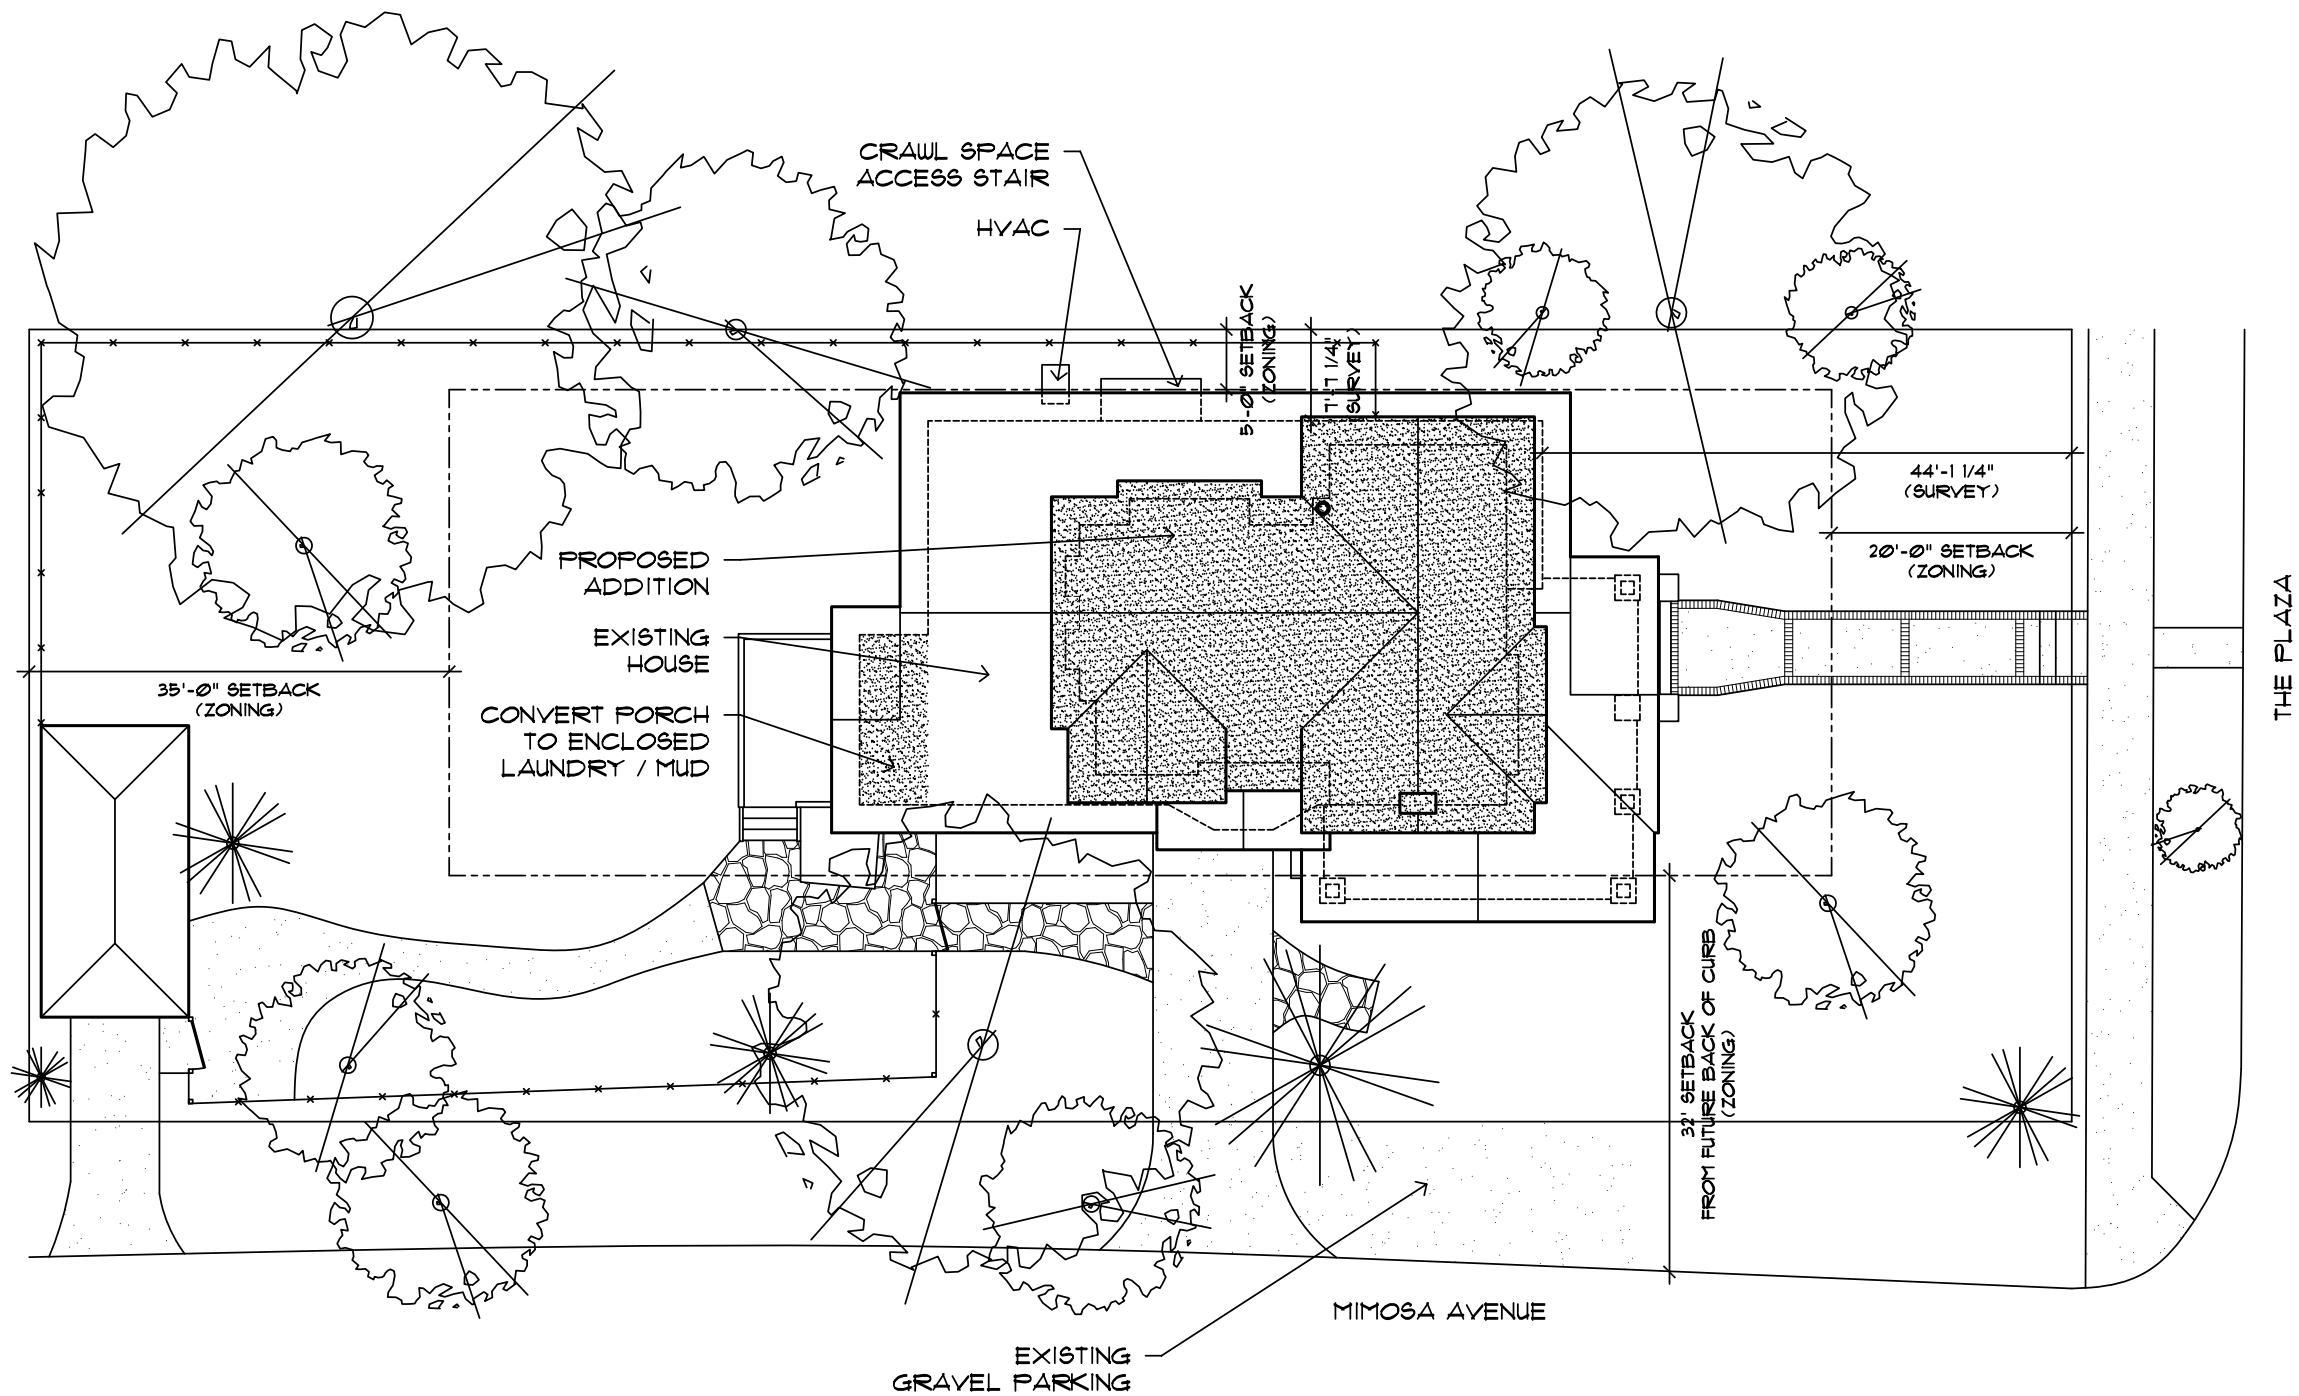 CRAWL SPACE
ACCESS STAIR
HVAC
5'-0" SETBACK
(ZONING)
7'-7 1/4"
(SURVEY)
44'-1 1/4"
(SURVEY)
20'-0" SETBACK
(ZONING)
PROPOSED
ADDITION
EXISTING
HOUSE
35'-0" SETBACK
(ZONING)
CONVERT PORCH
TO ENCLOSED
LAUNDRY / MUD
THE PLAZA
32' SETBACK
FROM FUTURE BACK OF CURB
(ZONING)
MIMOSA AVENUE
EXISTING
GRAVEL PARKING